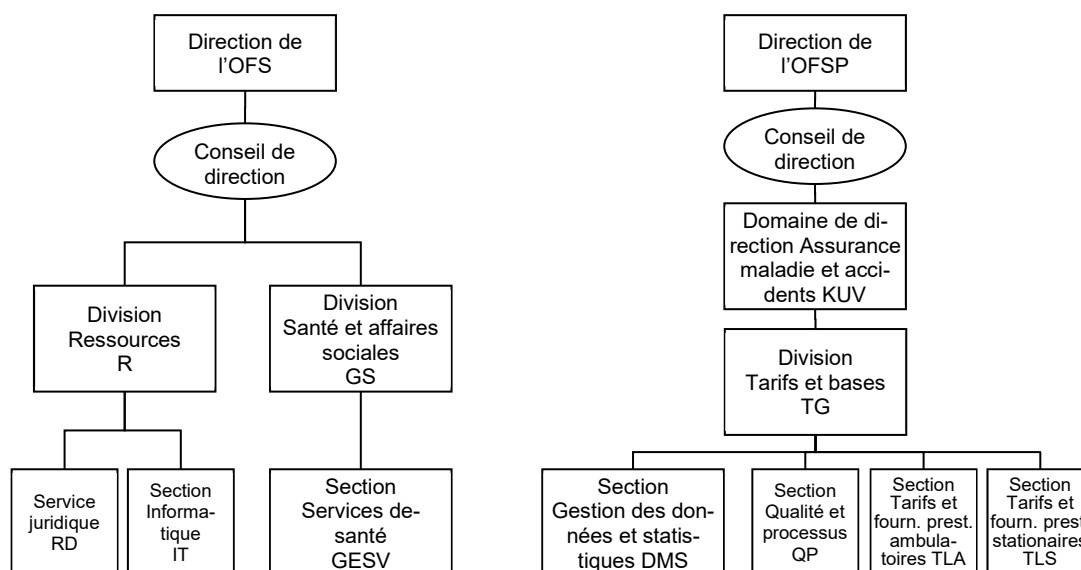 Direction de
l'OFS
Conseil de
direction
Division
Ressources
R
Division
Santé et affaires
sociales
GS
Service
juridique
RD
Section
Informa-
tique
IT
Section
Services de-
santé
GESV
Direction de
l'OFSP
Conseil de
direction
Domaine de di-
rection Assurance
maladie et acci-
dents KUV
Division
Tarifs et bases
TG
Section
Gestion des don-
nées et statis-
tiques DMS
Section
Qualité et
processus
QP
Section
Tarifs et
fourn. prest.
ambula-
toires TLA
Section
Tarifs et
fourn. prest.
stationaires
TLS